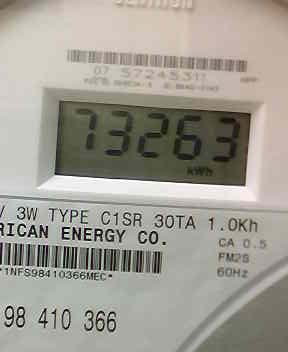 07 57245311
73263
kWh
V 3W TYPE C1SR 30TA 1.0Kh
RICAN ENERGY CO.
CA 0.5
FM2S
60Hz
*1NFS98410366MEC*
98 410 366